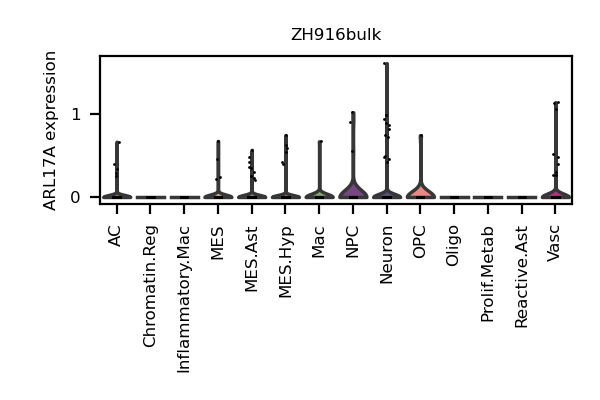 ZH916bulk
ARL17A expression
1
0
AC
Chromatin.Reg
Inflammatory.Mac
MES
MES.Ast
MES.Hyp
Mac
NPC
Neuron
OPC
Oligo
Prolif.Metab
Reactive.Ast
Vasc